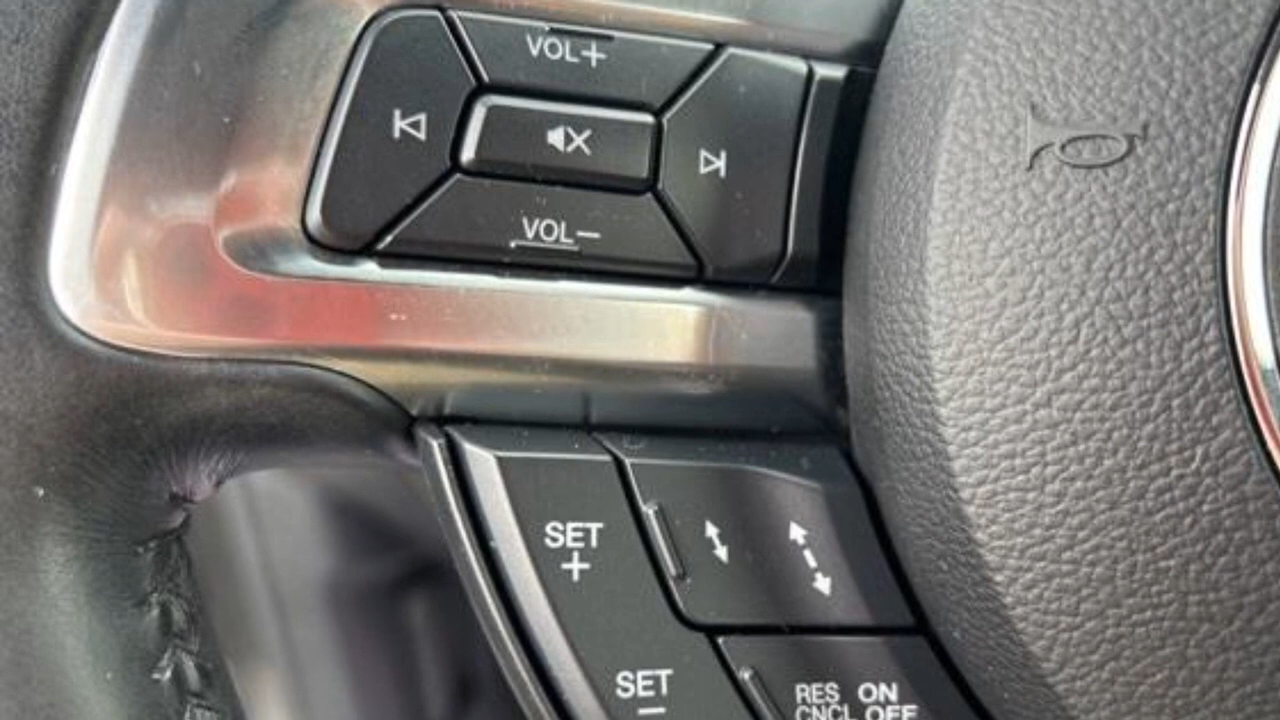 VOL+
VOL−
SET
+
SET
−
RES ON
CNCL OFF